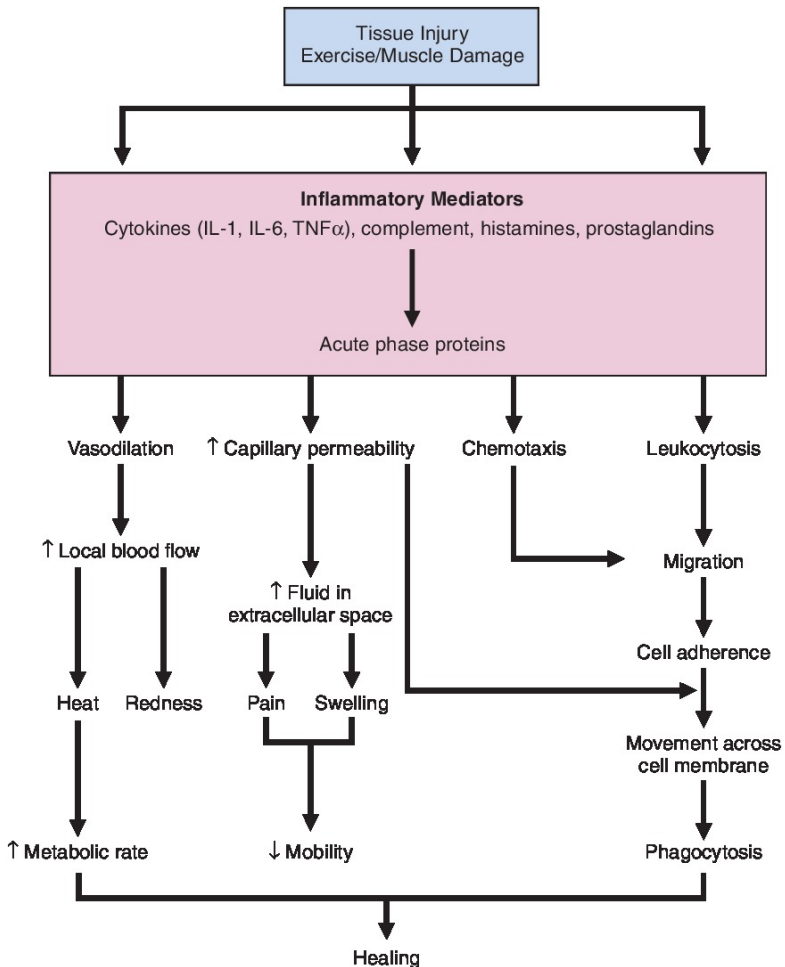 Tissue Injury
Exercise/Muscle Damage
Inflammatory Mediators
Cytokines (IL-1, IL-6, TNFα), complement, histamines, prostaglandins
Acute phase proteins
Vasodilation
↑ Capillary permeability
Chemotaxis
Leukocytosis
↑ Local blood flow
Migration
↑ Fluid in
extracellular space
Cell adherence
Heat
Redness
Pain
Swelling
Movement across
cell membrane
↑ Metabolic rate
↓ Mobility
Phagocytosis
Healing